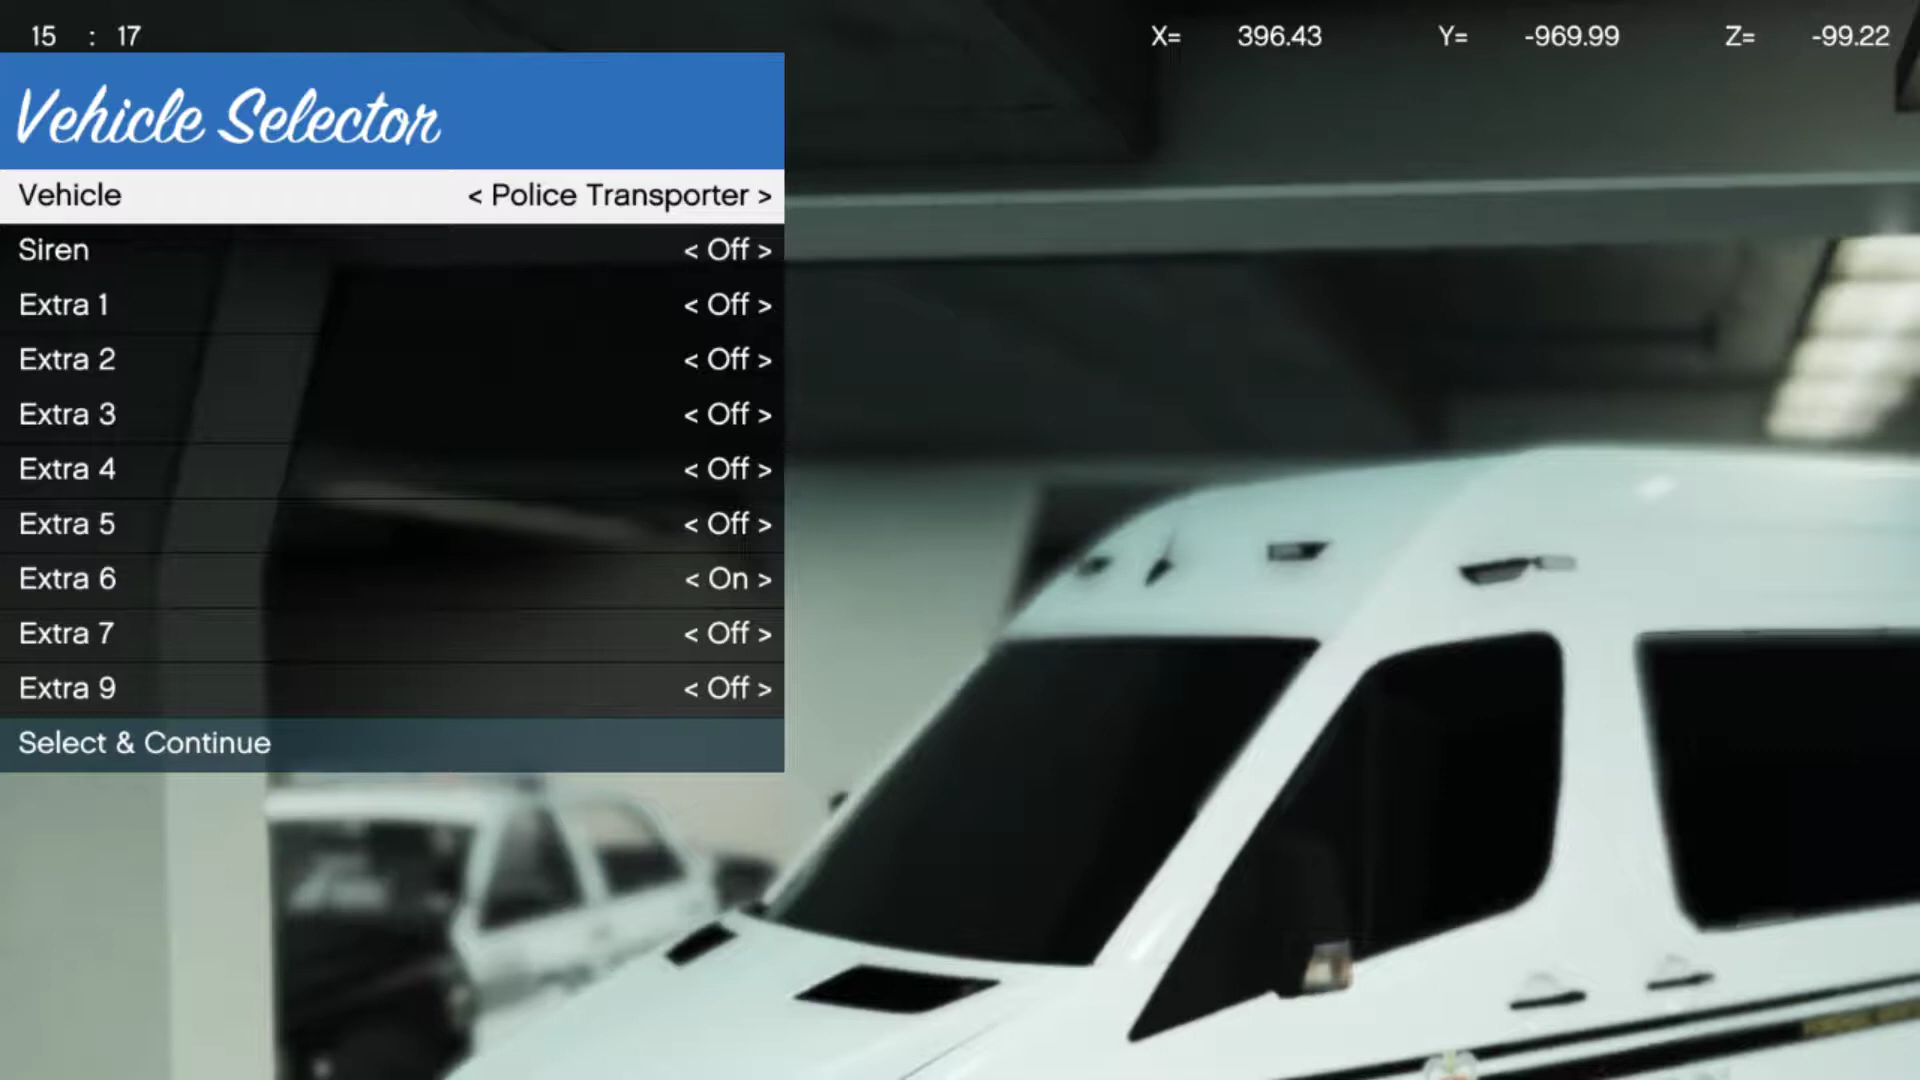 15 : 17 X= 396.43 Y= -969.99 Z= -99.22
Vehicle Selector
Vehicle < Police Transporter >
Siren < Off >
Extra 1 < Off >
Extra 2 < Off >
Extra 3 < Off >
Extra 4 < Off >
Extra 5 < Off >
Extra 6 < On >
Extra 7 < Off >
Extra 9 < Off >
Select & Continue